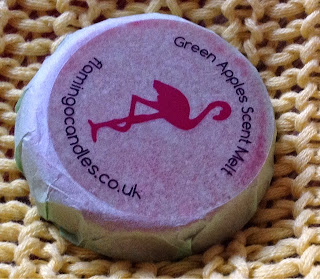 Green Apples Scent Melt
flamingocandles.co.uk